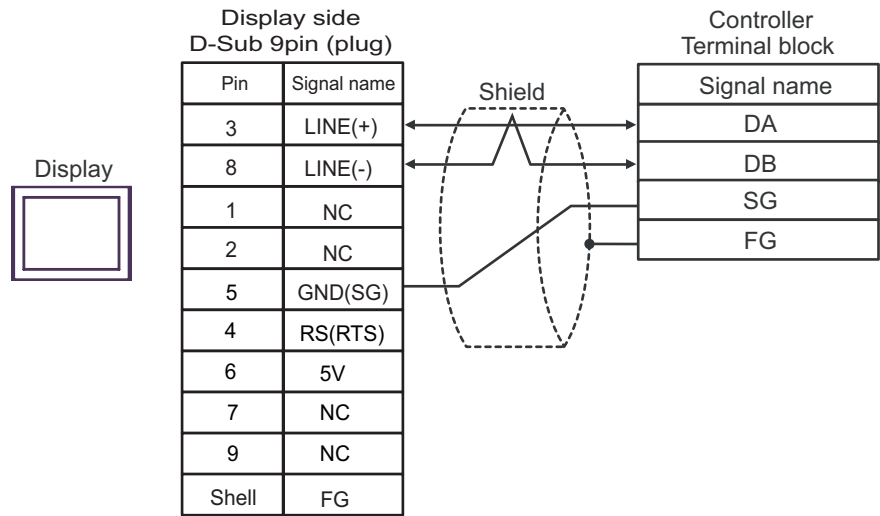 Display side
D-Sub 9pin (plug)
Controller
Terminal block
Display
Shield
Pin Signal name
3 LINE(+)
8 LINE(-)
1 NC
2 NC
5 GND(SG)
4 RS(RTS)
6 5V
7 NC
9 NC
Shell FG
Signal name
DA
DB
SG
FG